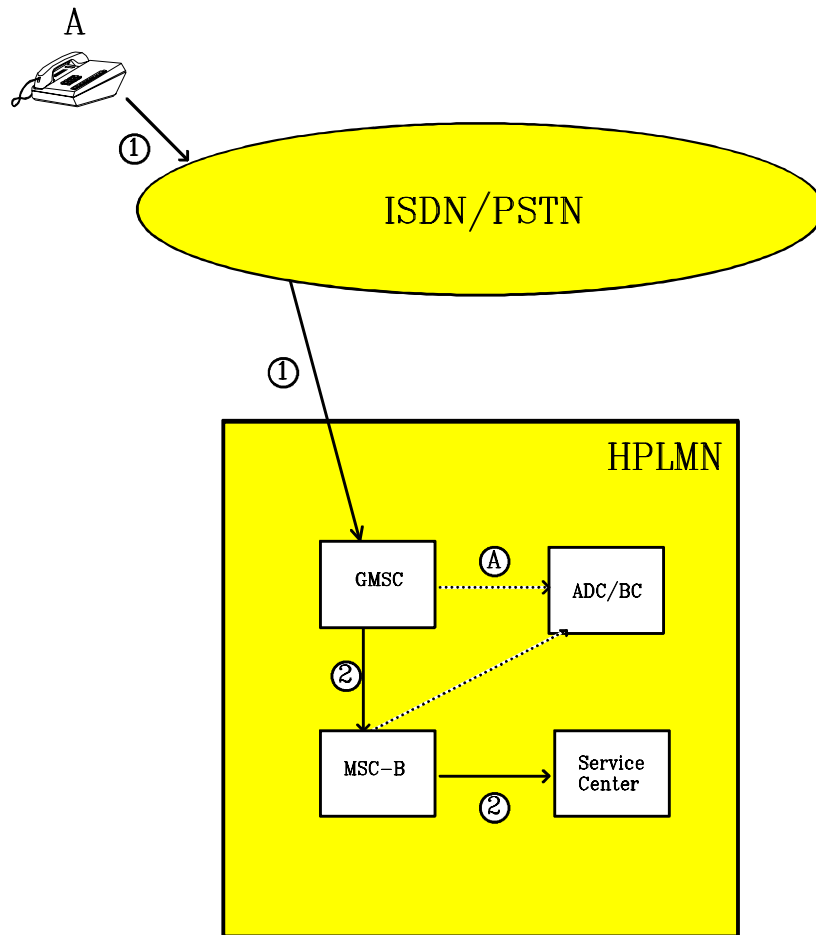 A
①
ISDN/PSTN
①
HPLMN
GMSC
Ⓐ
ADC/BC
②
MSC-B
②
Service
Center